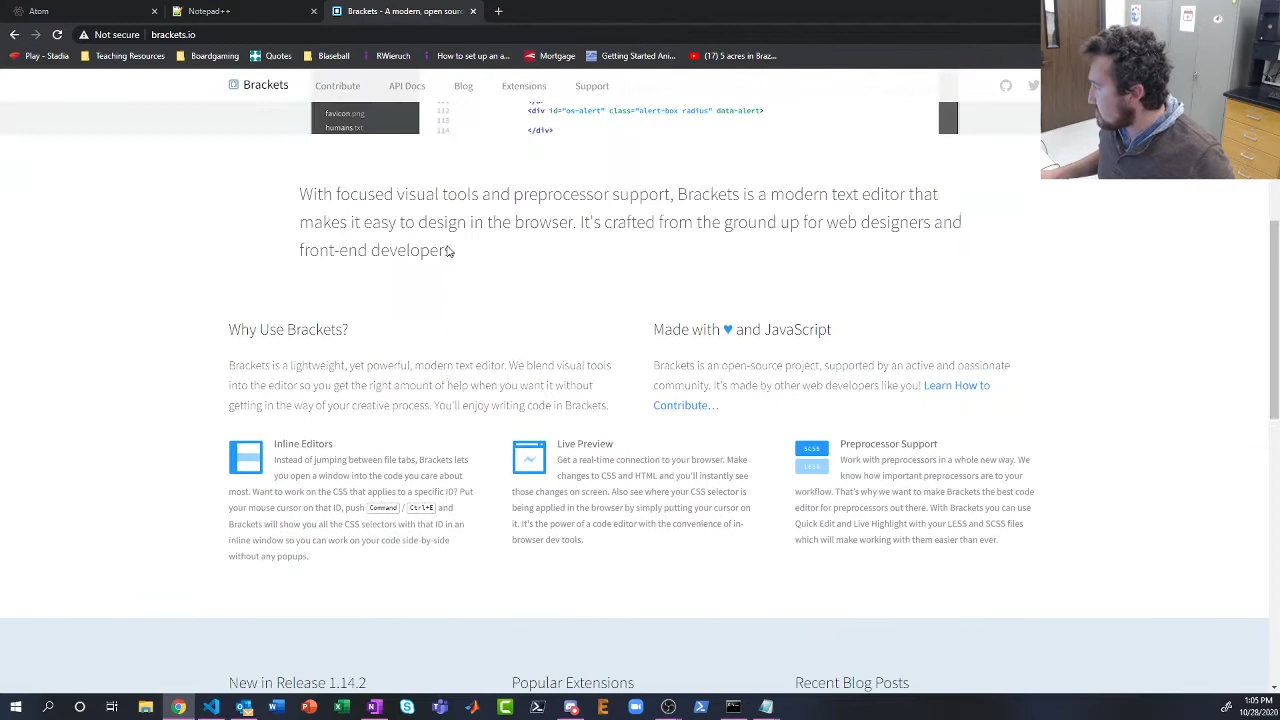 Atom
Notepad++
Brackets - A modern, open sourc
Not secure | brackets.io
Play - Stadia
Teaching Resources
Boardgaming
Quotes
Blaseball
RWieruch
How to set up an a...
Mortgage
Getting Started Ani...
(17) 5 acres in Braz...
Brackets
Contribute
API Docs
Blog
Extensions
Support
favicon.png
humans.txt
112 <div id="os-alert" class="alert-box radius" data-alert>
113
114 </div>
With focused visual tools and preprocessor support, Brackets is a modern text editor that
makes it easy to design in the browser. It's crafted from the ground up for web designers and
front-end developers
Why Use Brackets?
Brackets is a lightweight, yet powerful, modern text editor. We blend visual tools
into the editor so you get the right amount of help when you want it without
getting in the way of your creative process. You'll enjoy writing code in Brackets.
Made with ♥ and JavaScript
Brackets is an open-source project, supported by an active and passionate
community. It's made by other web developers like you! Learn How to
Contribute…
Inline Editors
Instead of jumping between file tabs, Brackets lets
you open a window into the code you care about
most. Want to work on the CSS that applies to a specific ID? Put
your mouse cursor on that ID, push Command / Ctrl+E and
Brackets will show you all the CSS selectors with that ID in an
inline window so you can work on your code side-by-side
without any popups.
Live Preview
Get a real-time connection to your browser. Make
changes to CSS and HTML and you'll instantly see
those changes on screen. Also see where your CSS selector is
being applied in the browser by simply putting your cursor on
it. It's the power of a code editor with the convenience of in-
browser dev tools.
SCSS
LESS
Preprocessor Support
Work with preprocessors in a whole new way. We
know how important preprocessors are to your
workflow. That's why we want to make Brackets the best code
editor for preprocessors out there. With Brackets you can use
Quick Edit and Live Highlight with your LESS and SCSS files
which will make working with them easier than ever.
New in Release 1.14.2
Popular Extensions
Recent Blog Posts
1:05 PM
10/28/2020